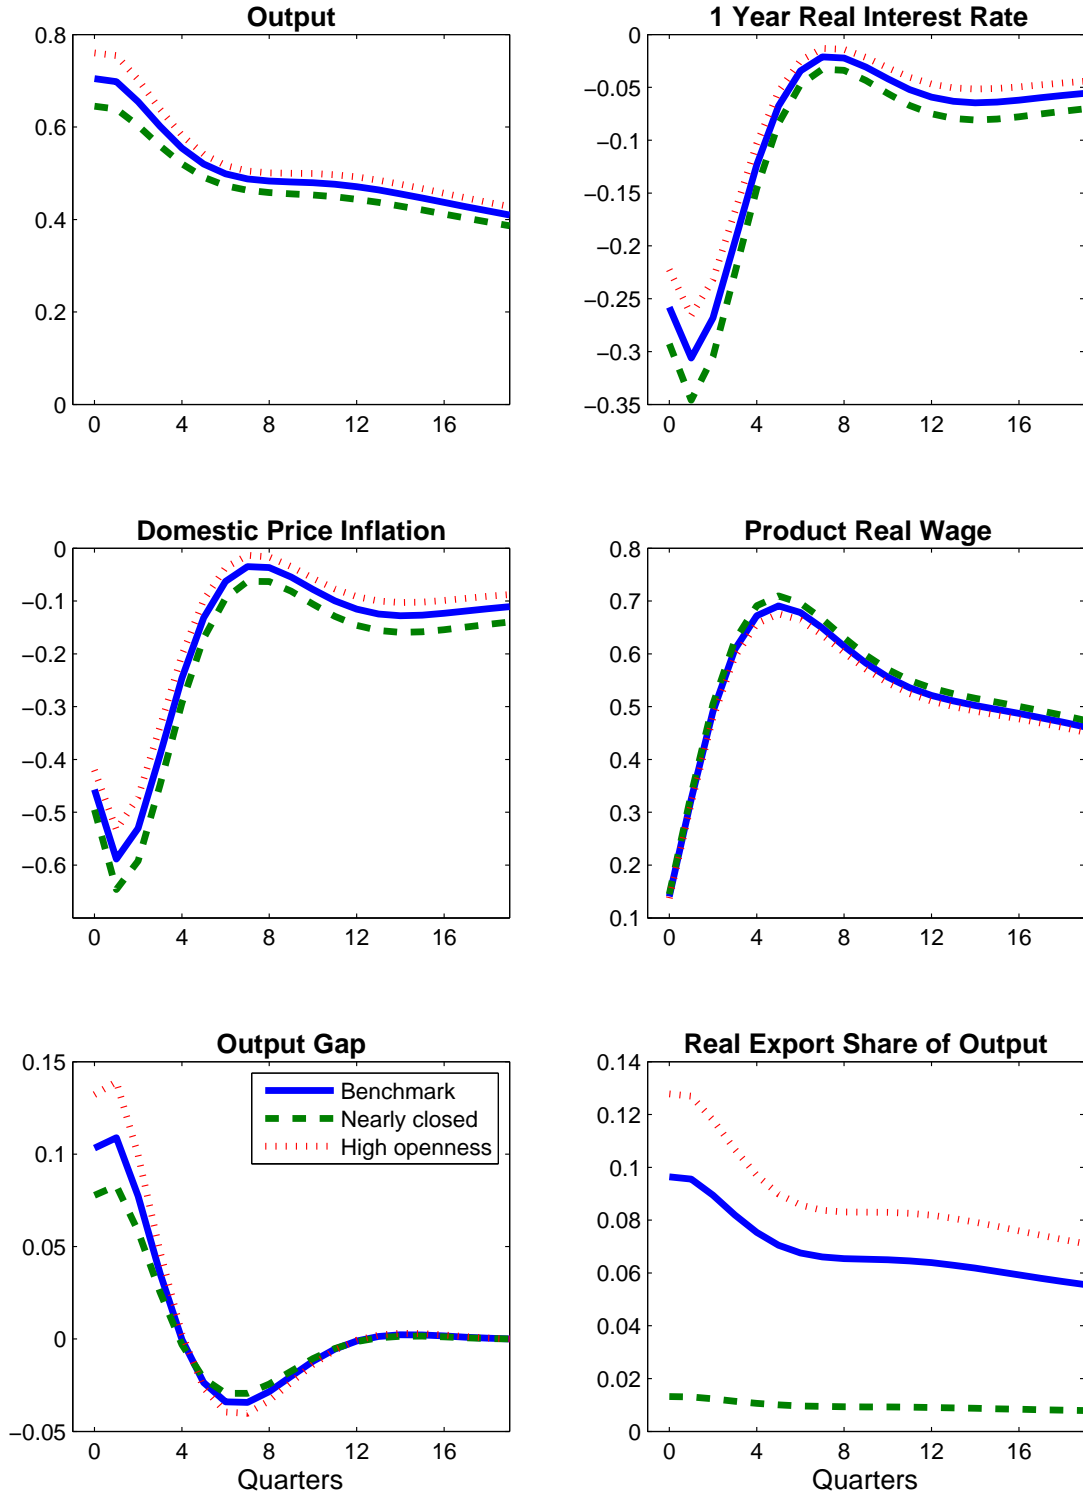 Output
0.8
0.6
0.4
0.2
0
0 4 8 12 16
1 Year Real Interest Rate
0
−0.05
−0.1
−0.15
−0.2
−0.25
−0.3
−0.35
0 4 8 12 16
Domestic Price Inflation
0
−0.1
−0.2
−0.3
−0.4
−0.5
−0.6
0 4 8 12 16
Product Real Wage
0.8
0.7
0.6
0.5
0.4
0.3
0.2
0.1
0 4 8 12 16
Output Gap
0.15
0.1
0.05
0
−0.05
Benchmark
Nearly closed
High openness
0 4 8 12 16
Quarters
Real Export Share of Output
0.14
0.12
0.1
0.08
0.06
0.04
0.02
0
0 4 8 12 16
Quarters